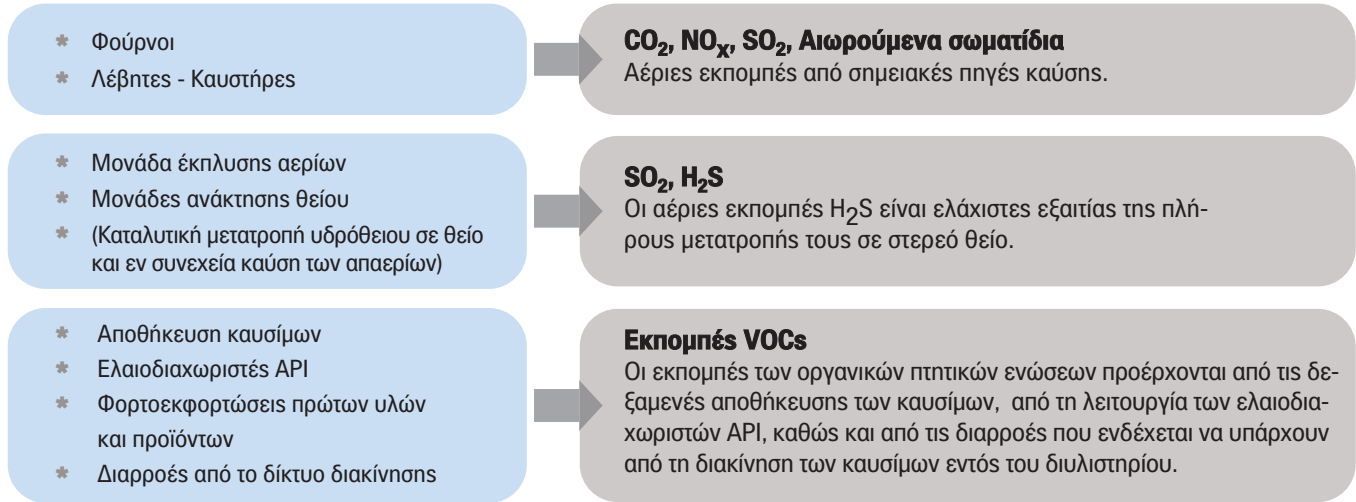 * Φούρνοι
* Λέβητες - Καυστήρες
CO₂, NOₓ, SO₂, Αιωρούμενα σωματίδια
Αέριες εκπομπές από σημειακές πηγές καύσης.
* Μονάδα έκπλυσης αερίων
* Μονάδες ανάκτησης θείου
* (Καταλυτική μετατροπή υδρόθειου σε θείο
και εν συνεχεία καύση των απαερίων)
SO₂, H₂S
Οι αέριες εκπομπές H₂S είναι ελάχιστες εξαιτίας της πλή-
ρους μετατροπής τους σε στερεό θείο.
* Αποθήκευση καυσίμων
* Ελαιοδιαχωριστές API
* Φορτοεκφορτώσεις πρώτων υλών
και προϊόντων
* Διαρροές από το δίκτυο διακίνησης
Εκπομπές VOCs
Οι εκπομπές των οργανικών πτητικών ενώσεων προέρχονται από τις δε-
ξαμενές αποθήκευσης των καυσίμων, από τη λειτουργία των ελαιοδια-
χωριστών API, καθώς και από τις διαρροές που ενδέχεται να υπάρχουν
από τη διακίνηση των καυσίμων εντός του διυλιστηρίου.